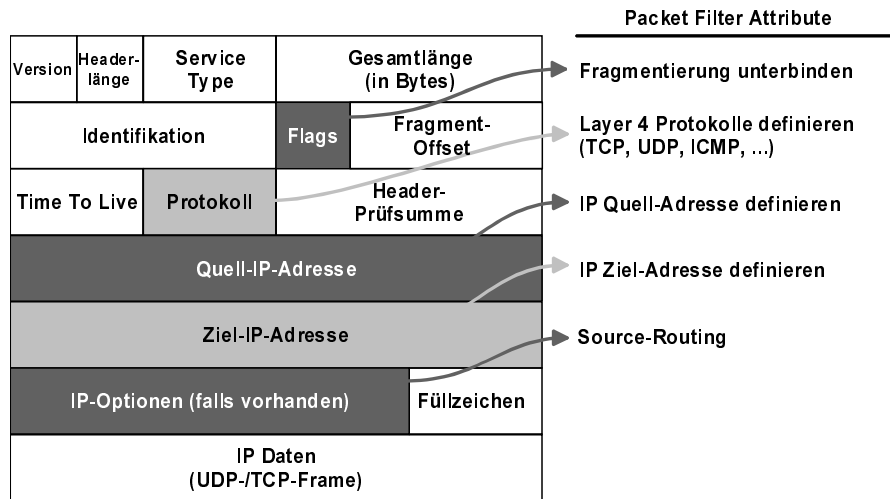 Packet Filter Attribute
Version
Header-
länge
Service
Type
Gesamtlänge
(in Bytes)
Fragmentierung unterbinden
Identifikation
Flags
Fragment-
Offset
Layer 4 Protokolle definieren
(TCP, UDP, ICMP, ...)
Time To Live
Protokoll
Header-
Prüfsumme
IP Quell-Adresse definieren
Quell-IP-Adresse
IP Ziel-Adresse definieren
Ziel-IP-Adresse
Source-Routing
IP-Optionen (falls vorhanden)
Füllzeichen
IP Daten
(UDP-/TCP-Frame)